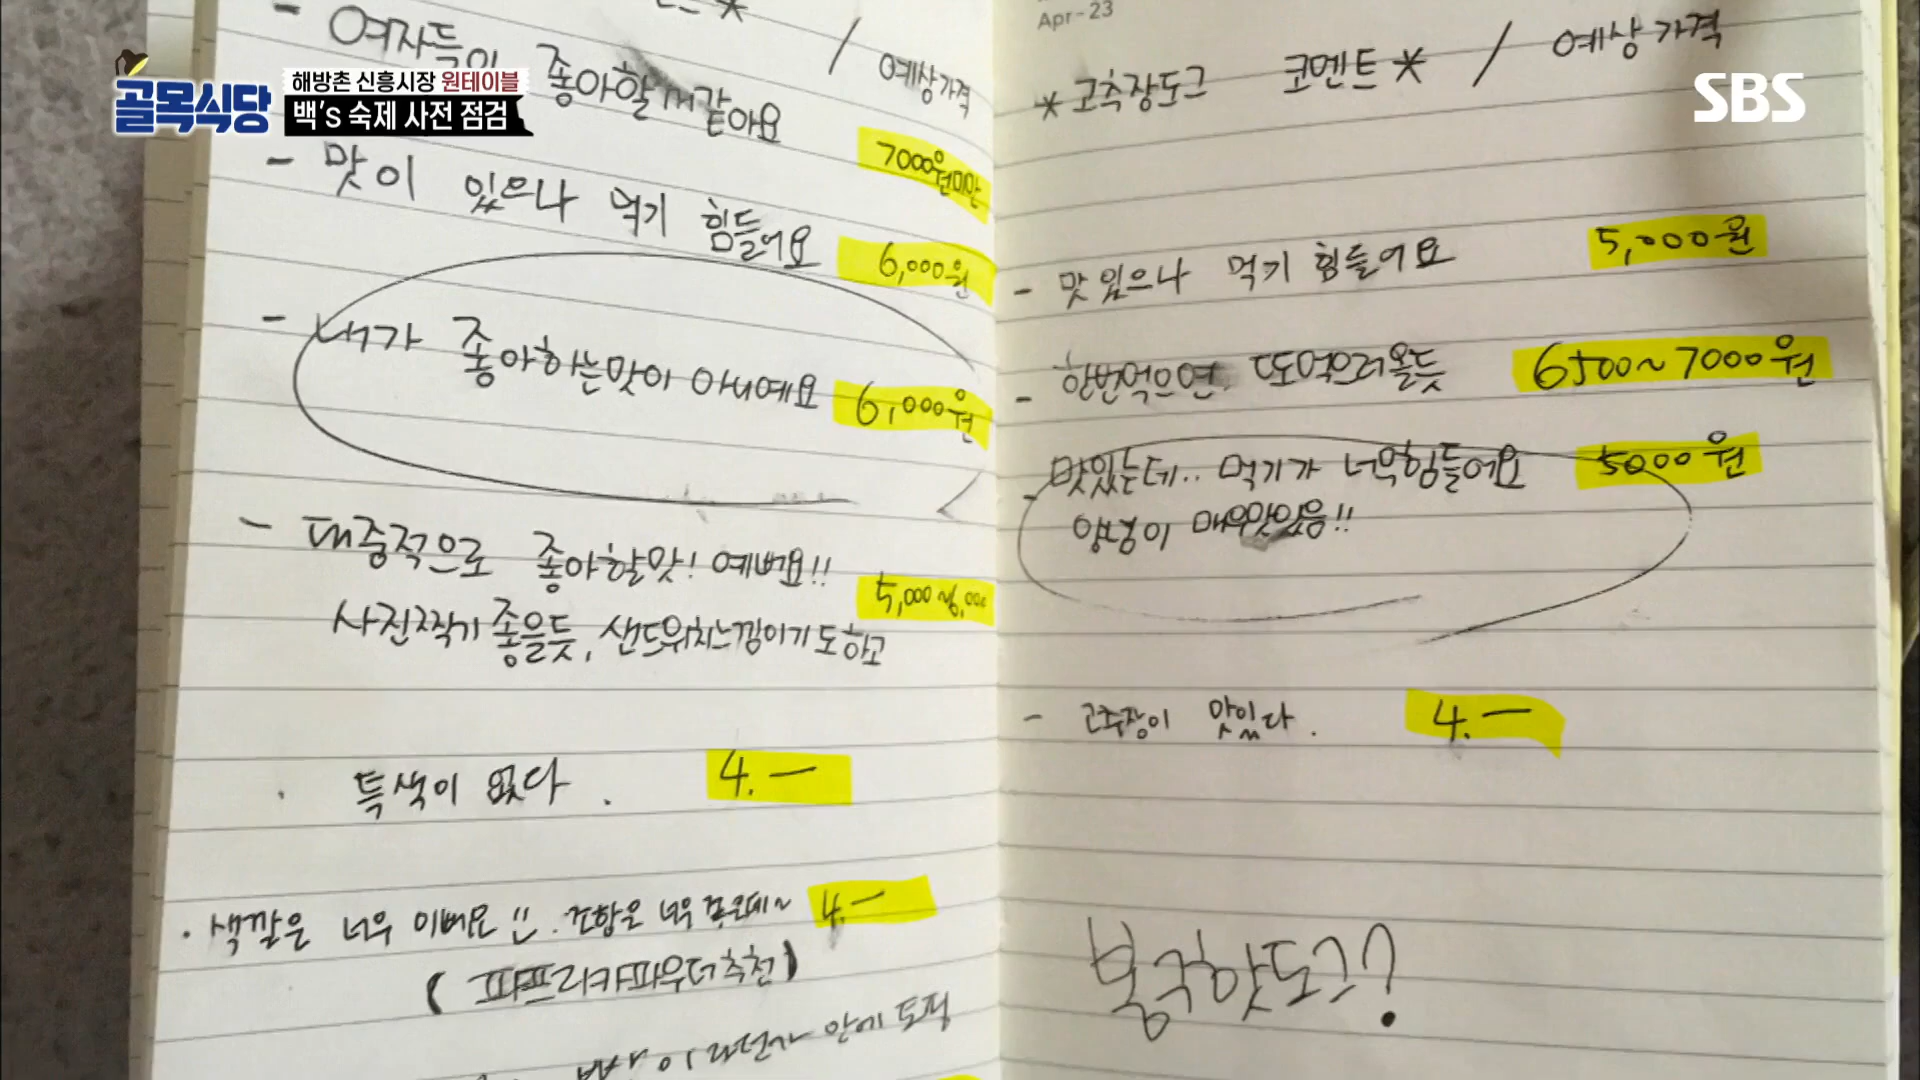 골목식당
해방촌 신흥시장 원테이블
백's 숙제 사전 점검
SBS
/ 예상가격
- 여자들이 좋아할 거 같아요 7000원미만
- 맛이 있으나 먹기 힘들어요 6,000원
- 내가 좋아하는맛이 아니예요 6,000원
- 대중적으로 좋아할맛! 예뻐요!! 5,000~6,000
사진찍기 좋을듯, 샌드위치느낌이기도하고
· 특색이 없다. 4.-
· 색깔은 너무 이뻐요!! . 조합은 너무 좋은데~ 4.-
(파프리카파우더추천)
안에 토핑
Apr-23
* 고추장도그 코멘트 * / 예상가격
- 맛있으나 먹기 힘들어요 5,000원
- 한번먹으면, 또먹으러올듯 6500~7000원
- 맛있는데.. 먹기가 너무힘들어요 5000원
양념이 매우맛있음!!
- 고추장이 맛있다. 4.-
봉국핫도그?